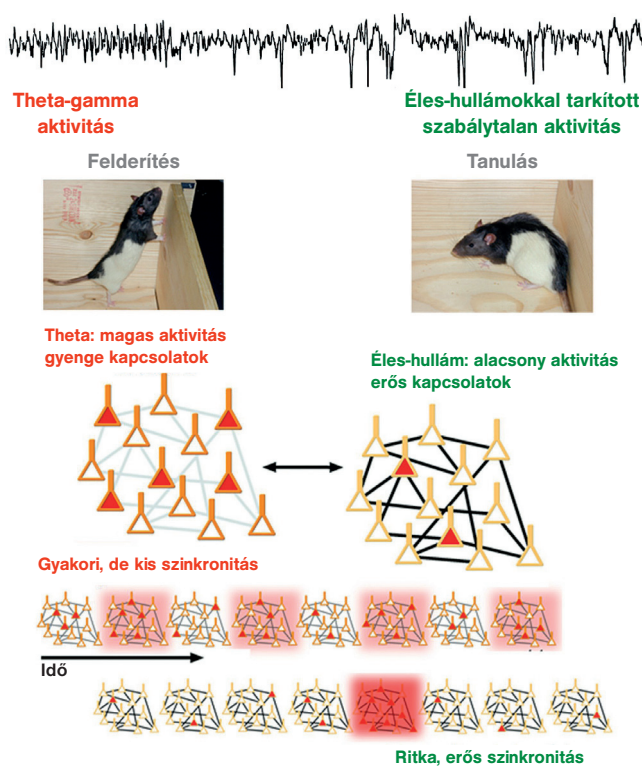 Theta-gamma
aktivitás
Éles-hullámokkal tarkított
szabálytalan aktivitás
Felderítés
Tanulás
Theta: magas aktivitás
gyenge kapcsolatok
Éles-hullám: alacsony aktivitás
erős kapcsolatok
Gyakori, de kis szinkronitás
Idő
Ritka, erős szinkronitás